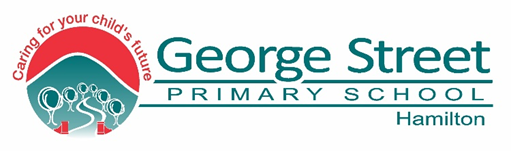 Caring for your child's future
George Street
PRIMARY SCHOOL
Hamilton